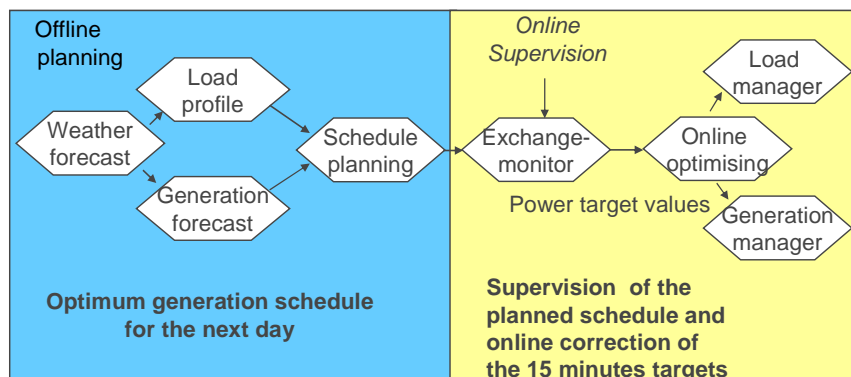 Offline
planning
Load
profile
Weather
forecast
Generation
forecast
Schedule
planning
Optimum generation schedule
for the next day
Online
Supervision
Exchange-
monitor
Load
manager
Online
optimising
Power target values
Generation
manager
Supervision of the
planned schedule and
online correction of
the 15 minutes targets